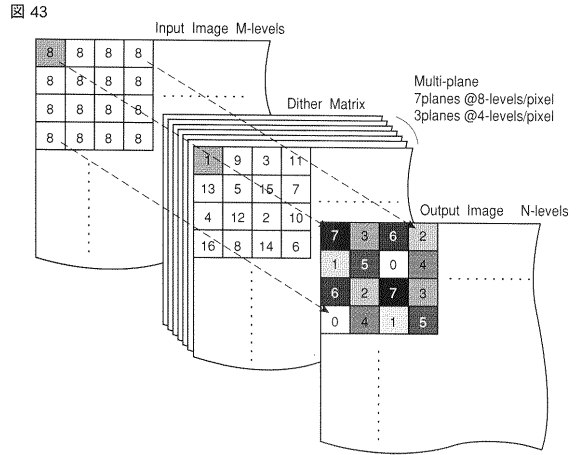 図 43
Input Image M-levels
8 8 8 8
8 8 8 8
8 8 8 8
8 8 8 8
Multi-plane
7planes @8-levels/pixel
3planes @4-levels/pixel
Dither Matrix
1 9 3 11
13 5 15 7
4 12 2 10
16 8 14 6
Output Image N-levels
7 3 6 2
1 5 0 4
6 2 7 3
0 4 1 5